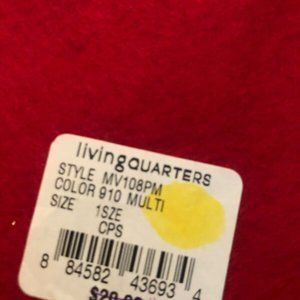 livingQUARTERS
STYLE MV108PM
COLOR 910 MULTI
SIZE 1SZE
CPS
8 84582 43693 4